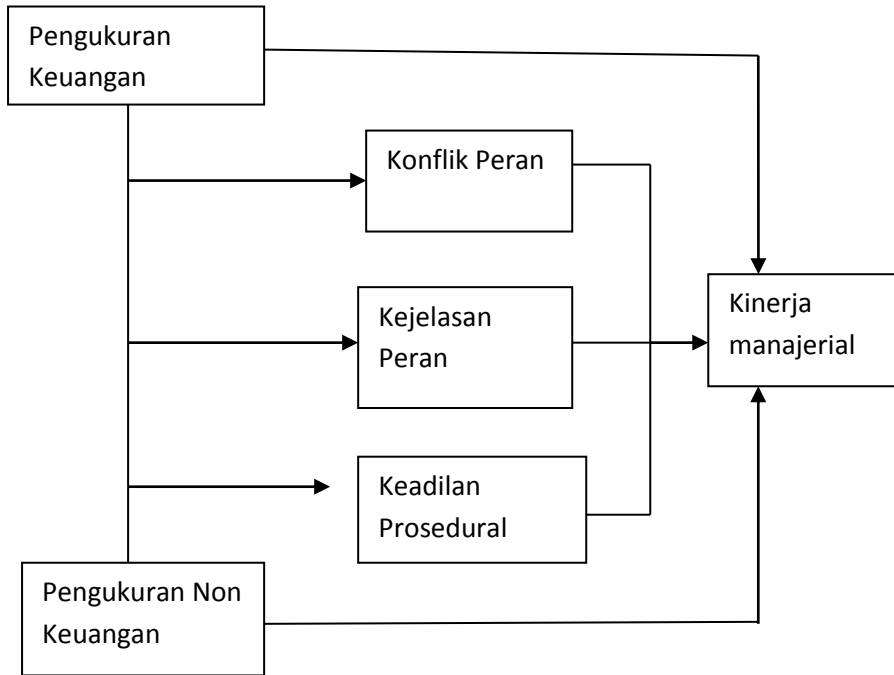 Pengukuran
Keuangan
Konflik Peran
Kejelasan
Peran
Kinerja
manajerial
Keadilan
Prosedural
Pengukuran Non
Keuangan